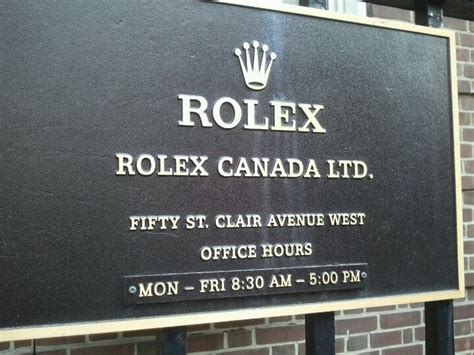 ROLEX
ROLEX CANADA LTD.
FIFTY ST. CLAIR AVENUE WEST
OFFICE HOURS
MON – FRI 8:30 AM – 5:00 PM